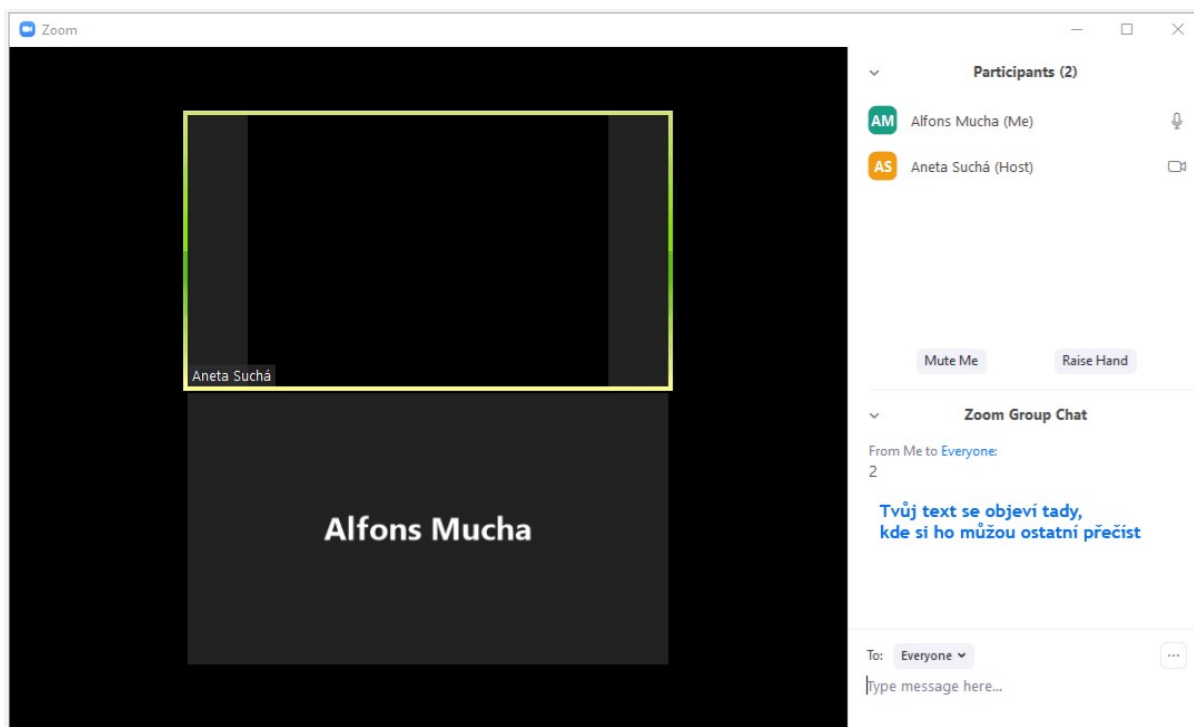 Zoom
Aneta Suchá
Alfons Mucha
Participants (2)
AM Alfons Mucha (Me)
AS Aneta Suchá (Host)
Mute Me Raise Hand
Zoom Group Chat
From Me to Everyone:
2
Tvůj text se objeví tady,
kde si ho můžou ostatní přečíst
To: Everyone
Type message here...